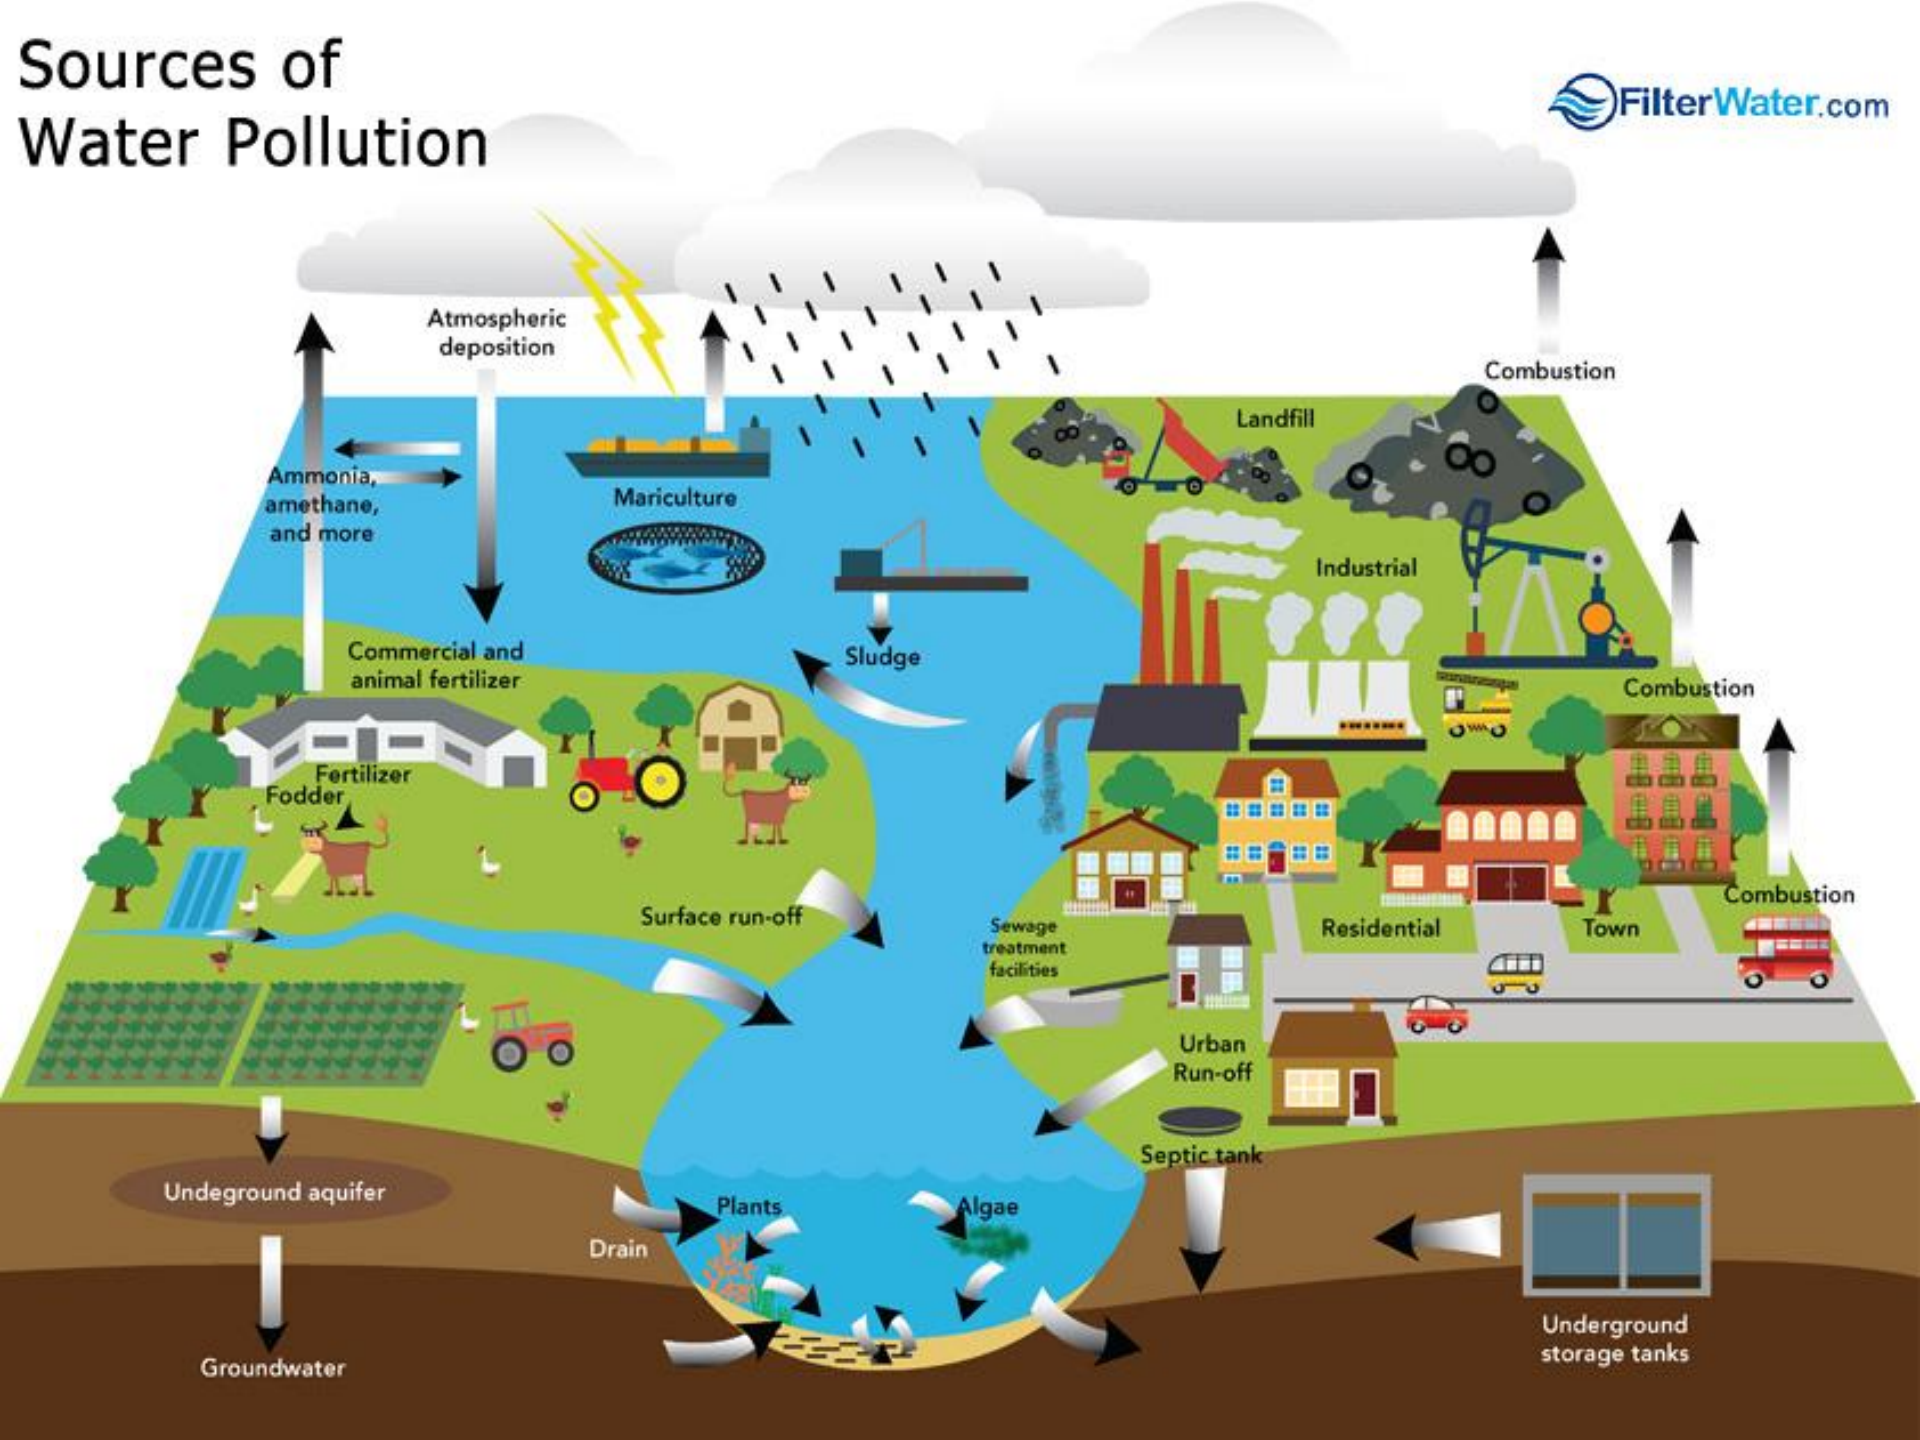 Sources of
Water Pollution
FilterWater.com
Atmospheric
deposition
Combustion
Landfill
Ammonia,
amethane,
and more
Mariculture
Industrial
Commercial and
animal fertilizer
Sludge
Combustion
Fertilizer
Fodder
Surface run-off
Sewage
treatment
facilities
Residential
Town
Combustion
Urban
Run-off
Septic tank
Undeground aquifer
Plants
Algae
Drain
Underground
storage tanks
Groundwater